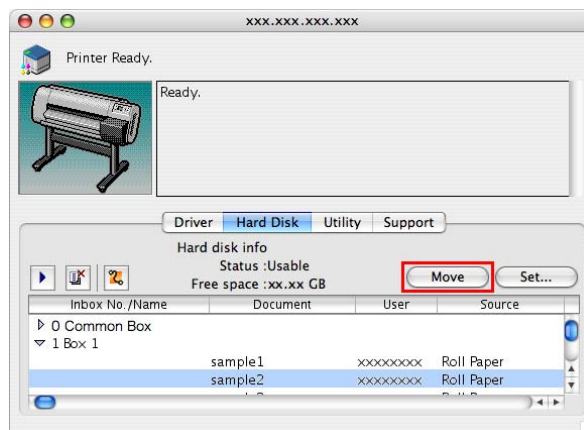 xxx.xxx.xxx.xxx
Printer Ready.
Ready.
Driver Hard Disk Utility Support
Hard disk info
Status :Usable
Free space :xx.xx GB
Move Set...
Inbox No./Name Document User Source
0 Common Box
1 Box 1
sample1 xxxxxxxx Roll Paper
sample2 xxxxxxxx Roll Paper